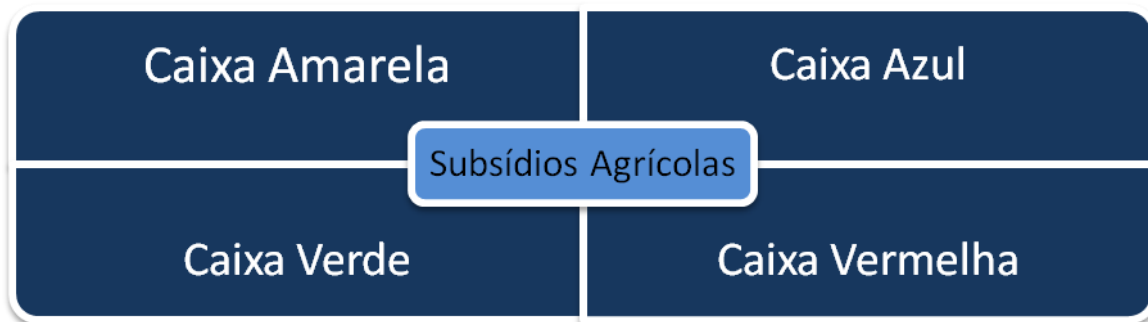 Caixa Amarela
Caixa Azul
Subsídios Agrícolas
Caixa Verde
Caixa Vermelha